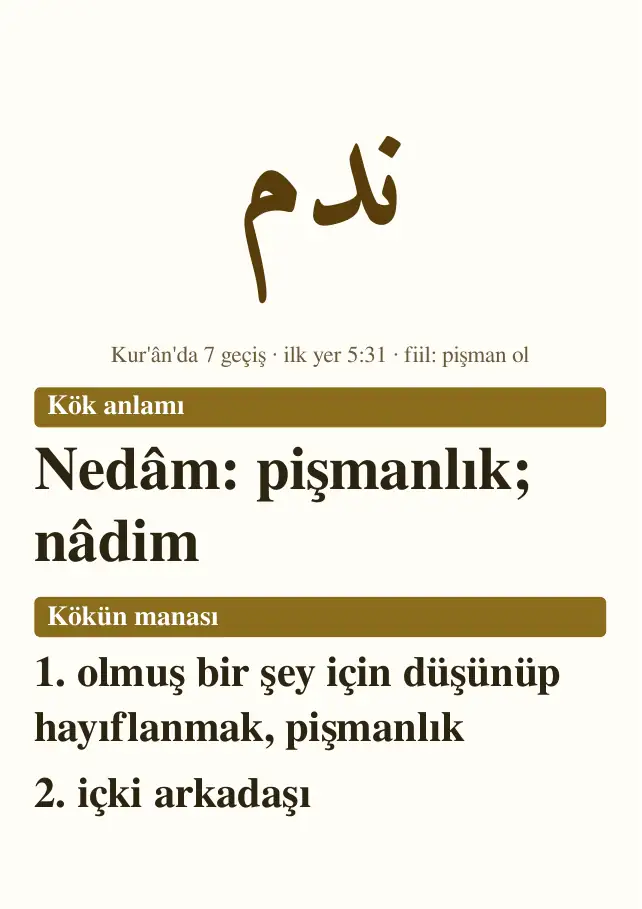 ندم
Kur'ân'da 7 geçiş · ilk yer 5:31 · fiil: pişman ol
Kök anlamı
Nedâm: pişmanlık;
nâdim
Kökün manası
1. olmuş bir şey için düşünüp
hayıflanmak, pişmanlık
2. içki arkadaşı